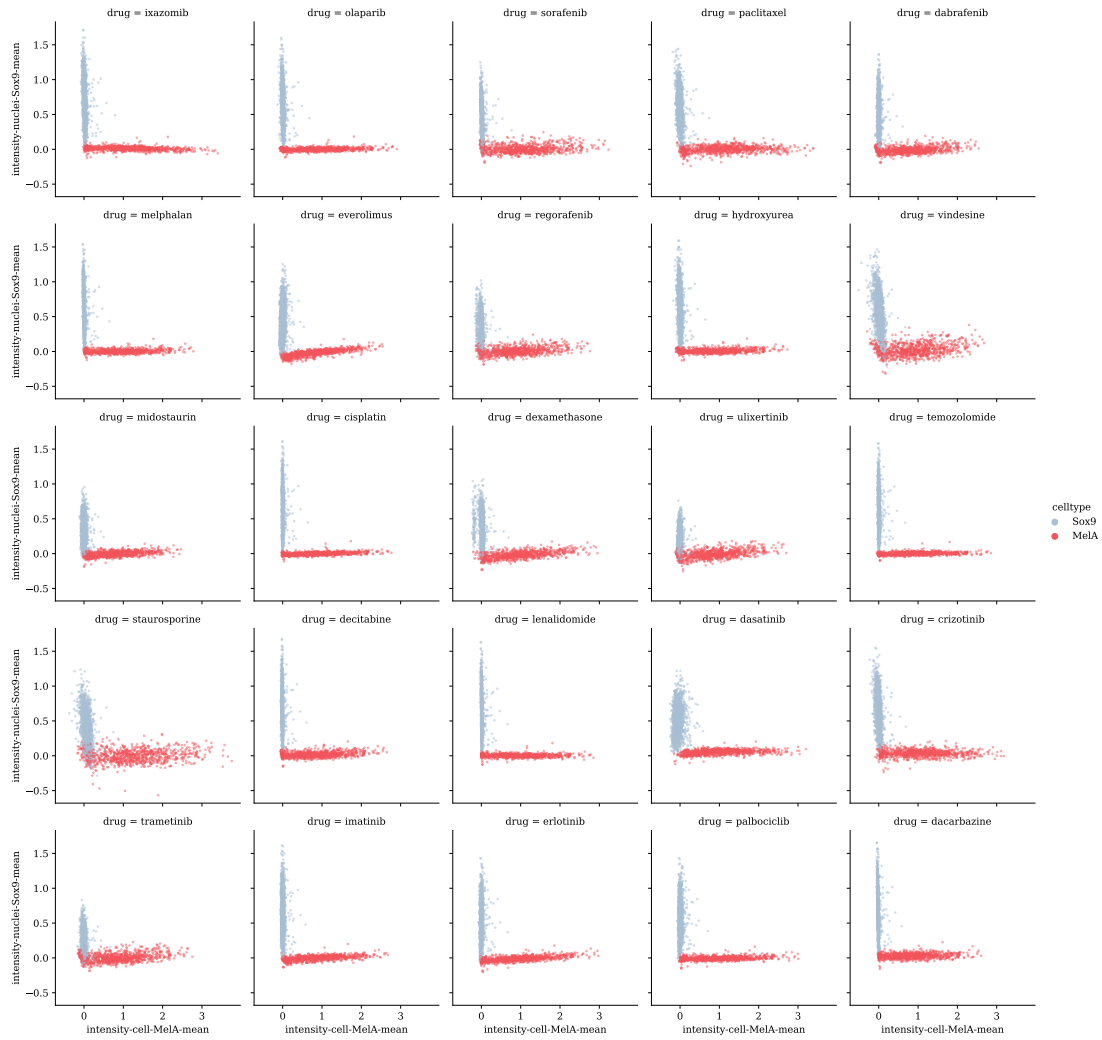 drug = ixazomib
drug = olaparib
drug = sorafenib
drug = paclitaxel
drug = dabrafenib
1.5
1.0
0.5
0.0
−0.5
intensity-nuclei-Sox9-mean
drug = melphalan
drug = everolimus
drug = regorafenib
drug = hydroxyurea
drug = vindesine
1.5
1.0
0.5
0.0
−0.5
intensity-nuclei-Sox9-mean
drug = midostaurin
drug = cisplatin
drug = dexamethasone
drug = ulixertinib
drug = temozolomide
1.5
1.0
0.5
0.0
−0.5
intensity-nuclei-Sox9-mean
celltype
Sox9
MelA
drug = staurosporine
drug = decitabine
drug = lenalidomide
drug = dasatinib
drug = crizotinib
1.5
1.0
0.5
0.0
−0.5
intensity-nuclei-Sox9-mean
drug = trametinib
drug = imatinib
drug = erlotinib
drug = palbociclib
drug = dacarbazine
1.5
1.0
0.5
0.0
−0.5
intensity-nuclei-Sox9-mean
0 1 2 3
0 1 2 3
0 1 2 3
0 1 2 3
0 1 2 3
intensity-cell-MelA-mean
intensity-cell-MelA-mean
intensity-cell-MelA-mean
intensity-cell-MelA-mean
intensity-cell-MelA-mean